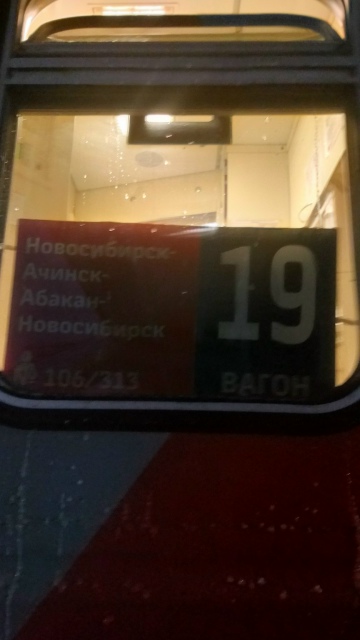 Новосибирск-
Ачинск-
Абакан-
Новосибирск
106/313
19
ВАГОН